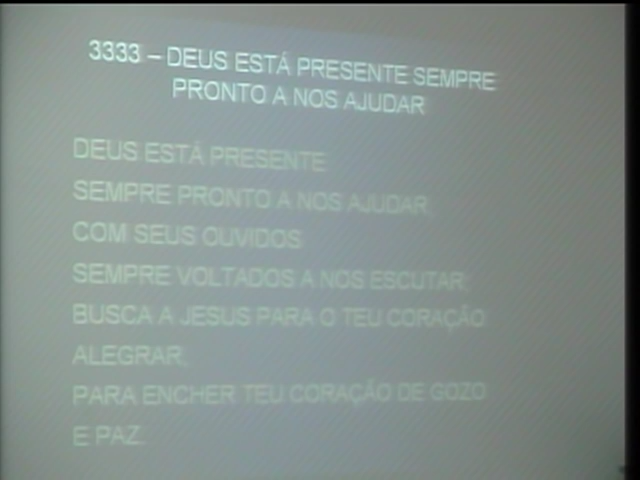 3333 – DEUS ESTÁ PRESENTE SEMPRE
PRONTO A NOS AJUDAR
DEUS ESTÁ PRESENTE
SEMPRE PRONTO A NOS AJUDAR,
COM SEUS OUVIDOS
SEMPRE VOLTADOS A NOS ESCUTAR;
BUSCA A JESUS PARA O TEU CORAÇÃO
ALEGRAR,
PARA ENCHER TEU CORAÇÃO DE GOZO
E PAZ.